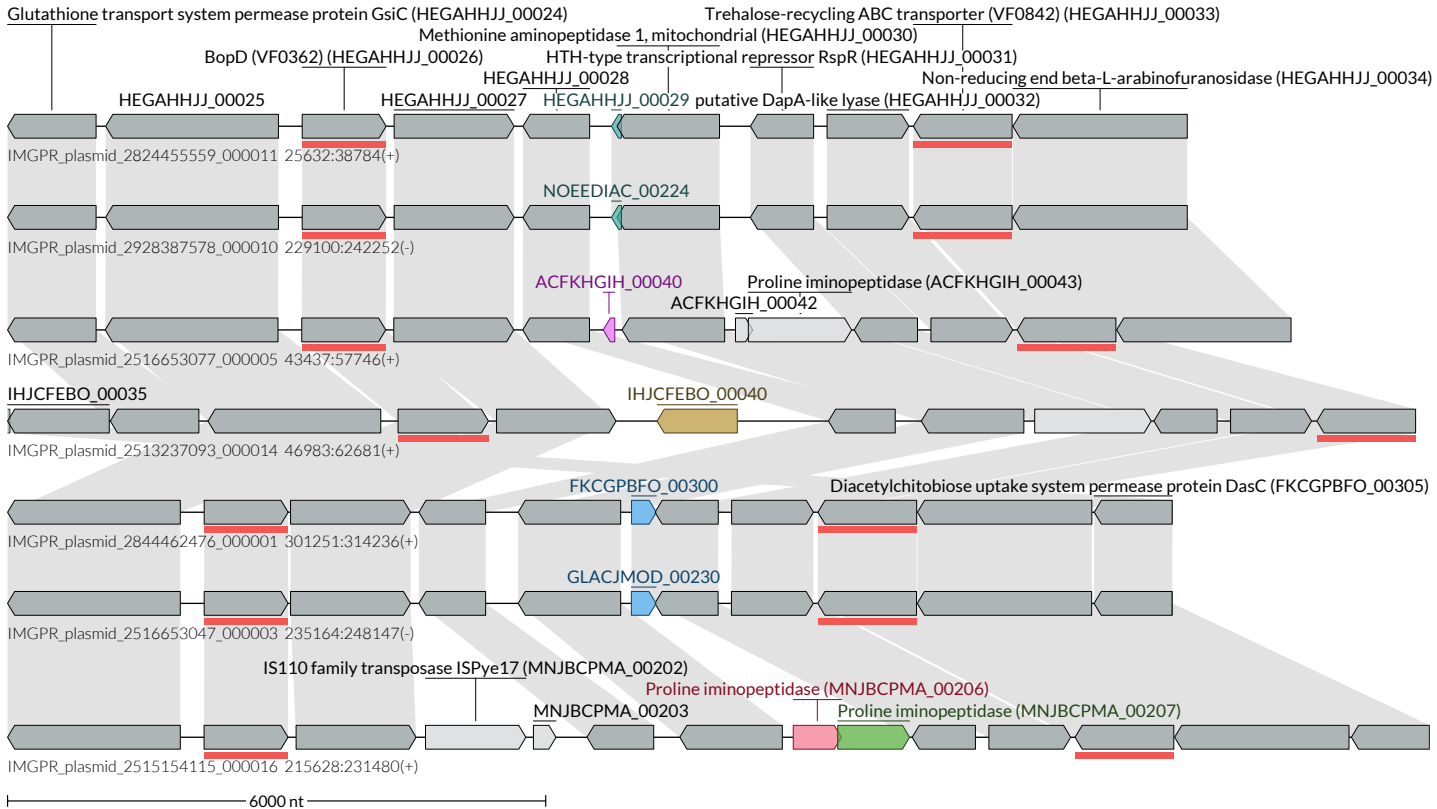 Glutathione transport system permease protein GsiC (HEGAHHJJ_00024)
Trehalose-recycling ABC transporter (VF0842) (HEGAHHJJ_00033)
Methionine aminopeptidase 1, mitochondrial (HEGAHHJJ_00030)
BopD (VF0362) (HEGAHHJJ_00026)
HTH-type transcriptional repressor RspR (HEGAHHJJ_00031)
HEGAHHJJ_00028
Non-reducing end beta-L-arabinofuranosidase (HEGAHHJJ_00034)
HEGAHHJJ_00025
HEGAHHJJ_00027
HEGAHHJJ_00029
putative DapA-like lyase (HEGAHHJJ_00032)
IMGPR_plasmid_2824455559_000011 25632:38784(+)
NOEEDIAC_00224
IMGPR_plasmid_2928387578_000010 229100:242252(-)
ACFKHGIH_00040
Proline iminopeptidase (ACFKHGIH_00043)
ACFKHGIH_00042
IMGPR_plasmid_2516653077_000005 43437:57746(+)
IHJCFEBO_00035
IHJCFEBO_00040
IMGPR_plasmid_2513237093_000014 46983:62681(+)
FKCGPBFO_00300
Diacetylchitobiose uptake system permease protein DasC (FKCGPBFO_00305)
IMGPR_plasmid_2844462476_000001 301251:314236(+)
GLACJMOD_00230
IMGPR_plasmid_2516653047_000003 235164:248147(-)
IS110 family transposase ISPye17 (MNJBCPMA_00202)
Proline iminopeptidase (MNJBCPMA_00206)
MNJBCPMA_00203
Proline iminopeptidase (MNJBCPMA_00207)
IMGPR_plasmid_2515154115_000016 215628:231480(+)
6000 nt